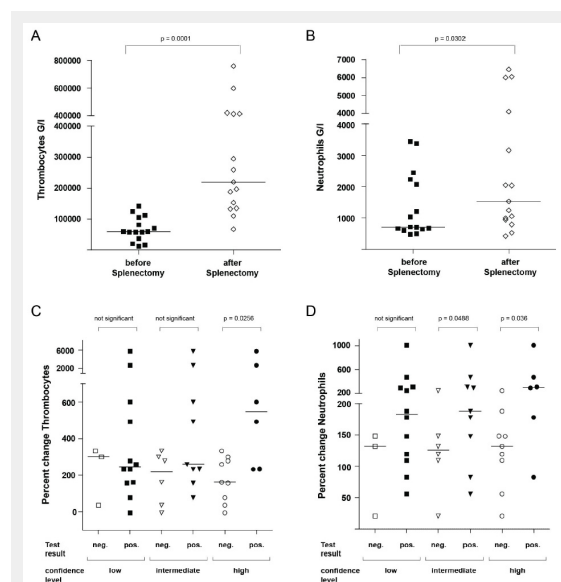 A
p = 0.0001
800000
600000
400000
300000
200000
100000
Thrombocytes G/l
before
Splenectomy
after
Splenectomy
B
p = 0.0302
7000
6000
5000
4000
3000
2000
1000
Neutrophils G/l
before
Splenectomy
after
Splenectomy
C
not significant
not significant
p = 0.0256
6000
2000
600
400
200
0
Percent change Thrombocytes
Test
result
neg.
pos.
neg.
pos.
neg.
pos.
confidence
level
low
intermediate
high
D
not significant
p = 0.0488
p = 0.036
1000
500
200
200
150
100
50
Percent change Neutrophils
Test
result
neg.
pos.
neg.
pos.
neg.
pos.
confidence
level
low
intermediate
high